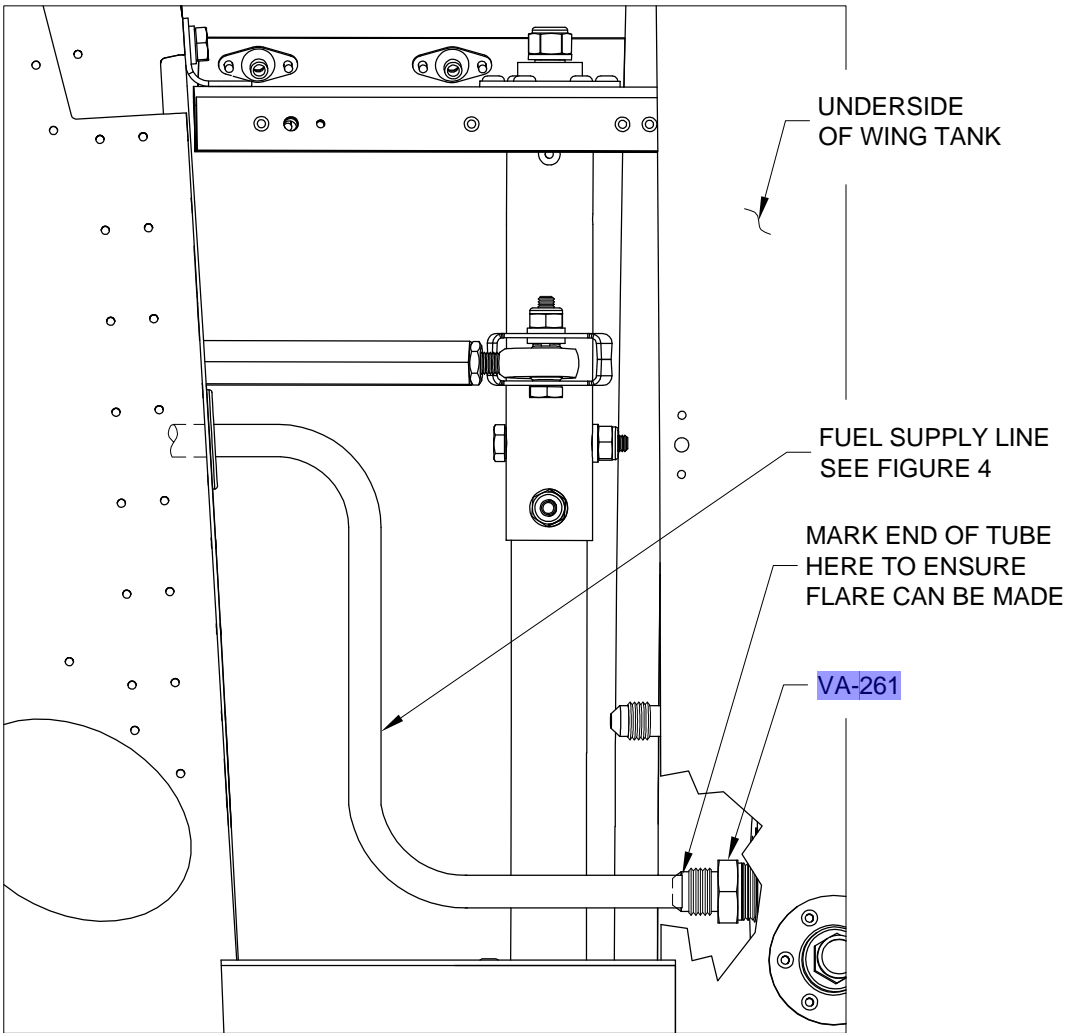 UNDERSIDE
OF WING TANK
FUEL SUPPLY LINE
SEE FIGURE 4
MARK END OF TUBE
HERE TO ENSURE
FLARE CAN BE MADE
VA-261